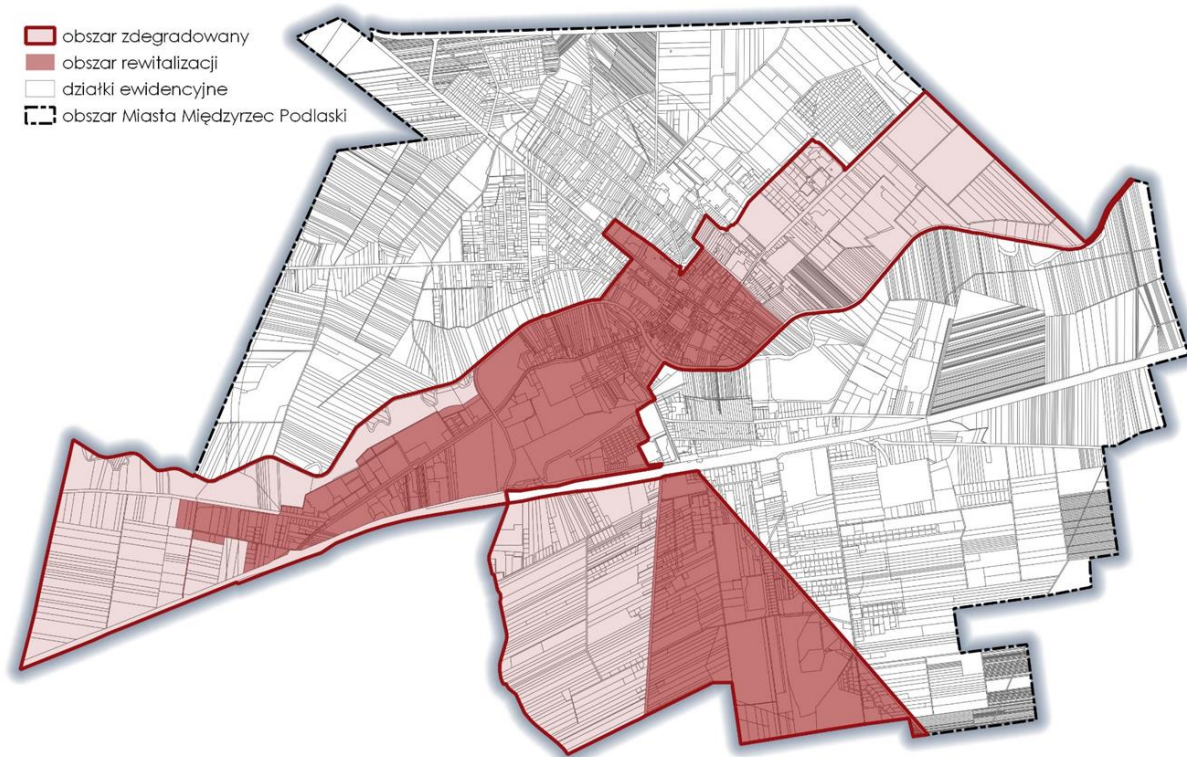 obszar zdegradowany
obszar rewitalizacji
działki ewidencyjne
obszar Miasta Międzyrzec Podlaski